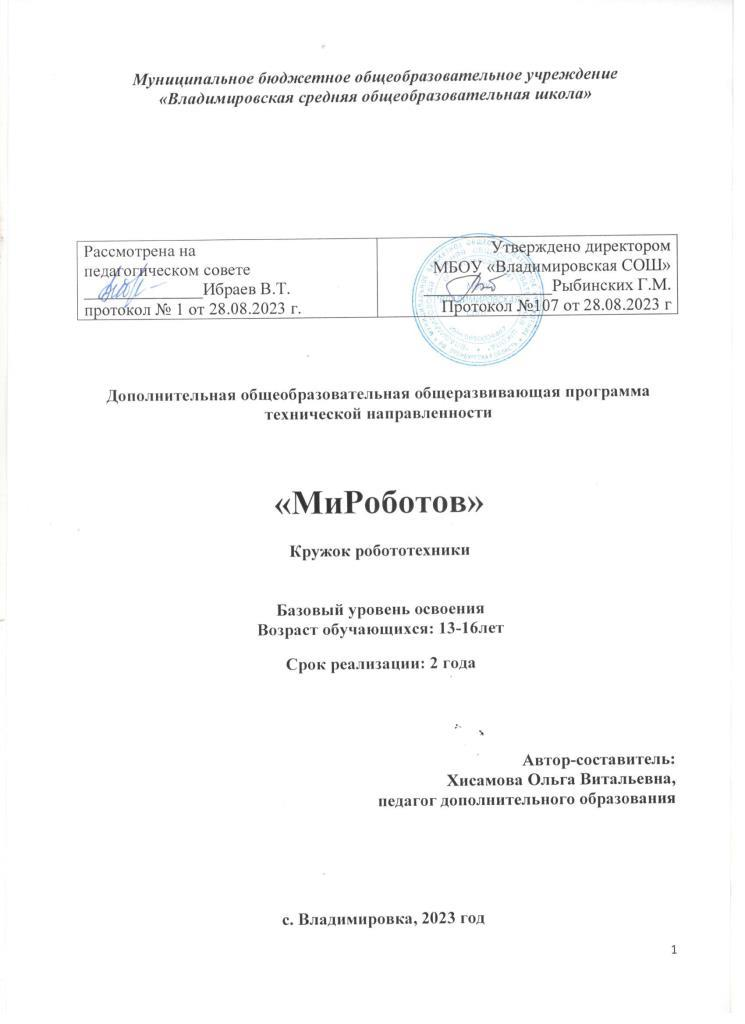 Муниципальное бюджетное общеобразовательное учреждение
«Владимировская средняя общеобразовательная школа»
Рассмотрена на
педагогическом совете
______________Ибраев В.Т.
протокол № 1 от 28.08.2023 г.
Утверждено директором
МБОУ «Владимировская СОШ»
_______________ Рыбинских Г.М.
Протокол №107 от 28.08.2023 г
Дополнительная общеобразовательная общеразвивающая программа
технической направленности
«МиРоботов»
Кружок робототехники
Базовый уровень освоения
Возраст обучающихся: 13-16лет
Срок реализации: 2 года
Автор-составитель:
Хисамова Ольга Витальевна,
педагог дополнительного образования
с. Владимировка, 2023 год
1